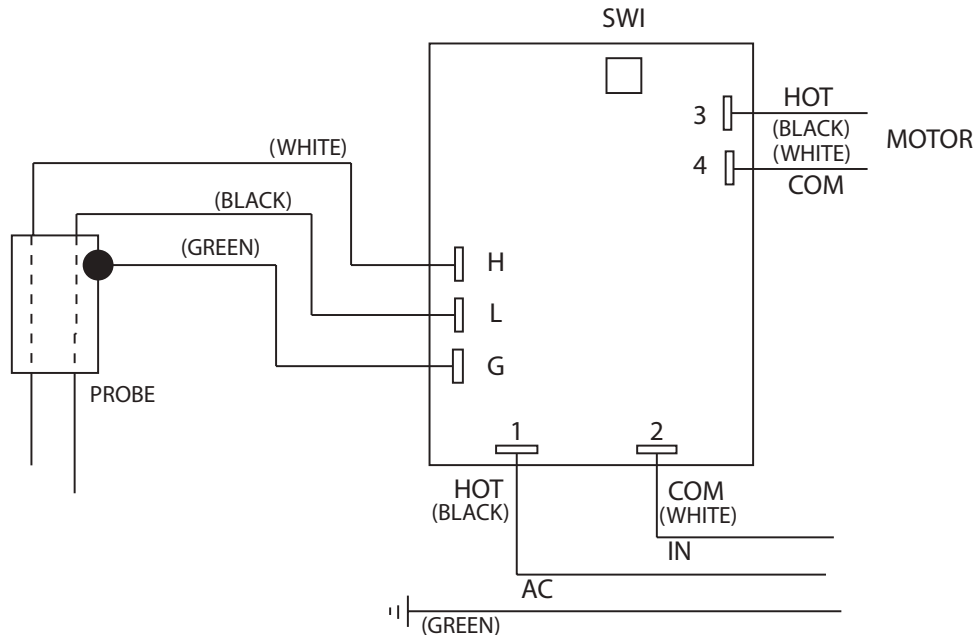 SWI
3
HOT
(BLACK)
MOTOR
(WHITE)
4
COM
(WHITE)
(BLACK)
(GREEN)
H
L
G
PROBE
1
2
HOT
(BLACK)
COM
(WHITE)
IN
AC
(GREEN)